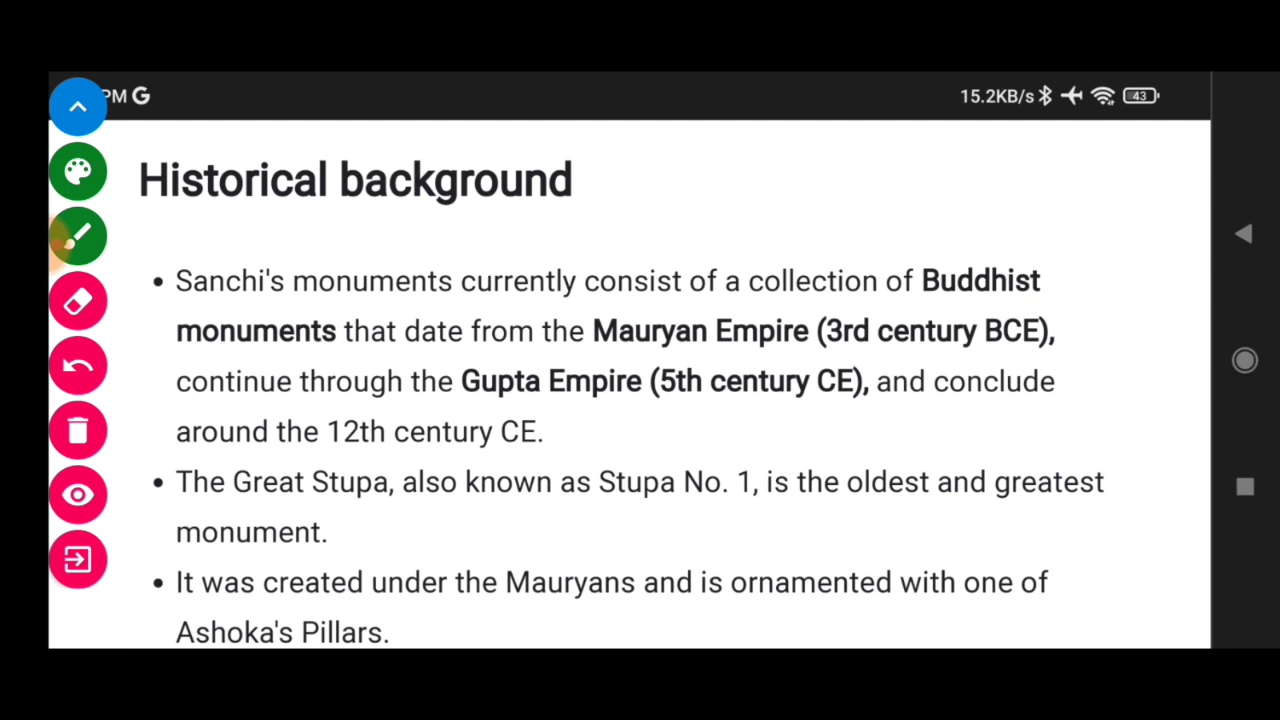 PM G
15.2KB/s 43
Historical background
• Sanchi's monuments currently consist of a collection of Buddhist
monuments that date from the Mauryan Empire (3rd century BCE),
continue through the Gupta Empire (5th century CE), and conclude
around the 12th century CE.
• The Great Stupa, also known as Stupa No. 1, is the oldest and greatest
monument.
• It was created under the Mauryans and is ornamented with one of
Ashoka's Pillars.